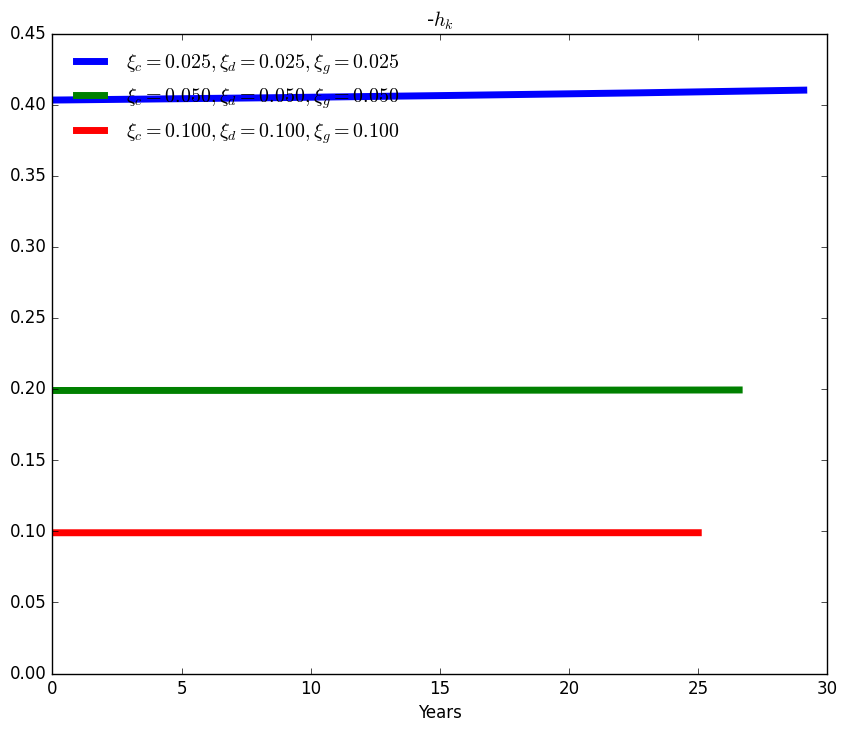 -h_k
0.45
0.40
0.35
0.30
0.25
0.20
0.15
0.10
0.05
0.00
ξ_c = 0.025, ξ_d = 0.025, ξ_g = 0.025
ξ_c = 0.050, ξ_d = 0.050, ξ_g = 0.050
ξ_c = 0.100, ξ_d = 0.100, ξ_g = 0.100
0 5 10 15 20 25 30
Years